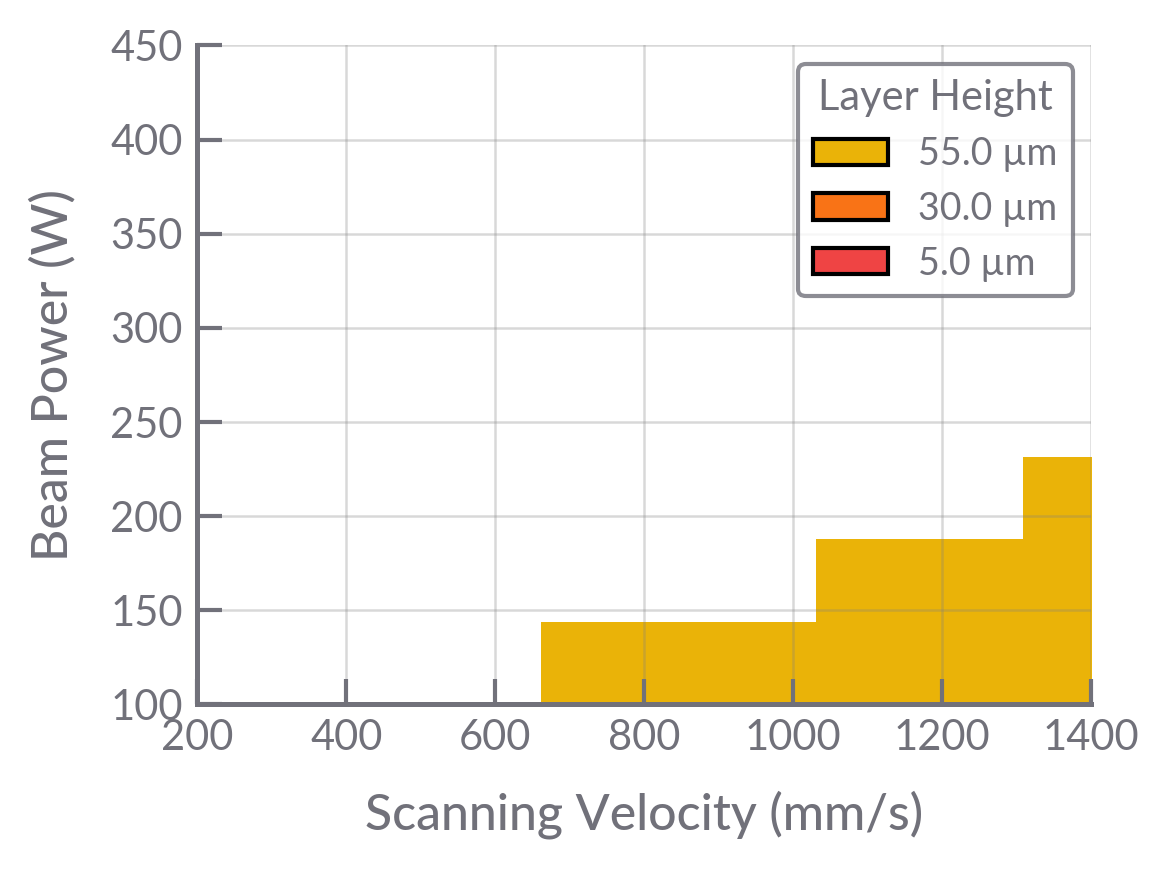 450
400
350
300
250
200
150
100
Beam Power (W)
Layer Height
55.0 μm
30.0 μm
5.0 μm
200 400 600 800 1000 1200 1400
Scanning Velocity (mm/s)